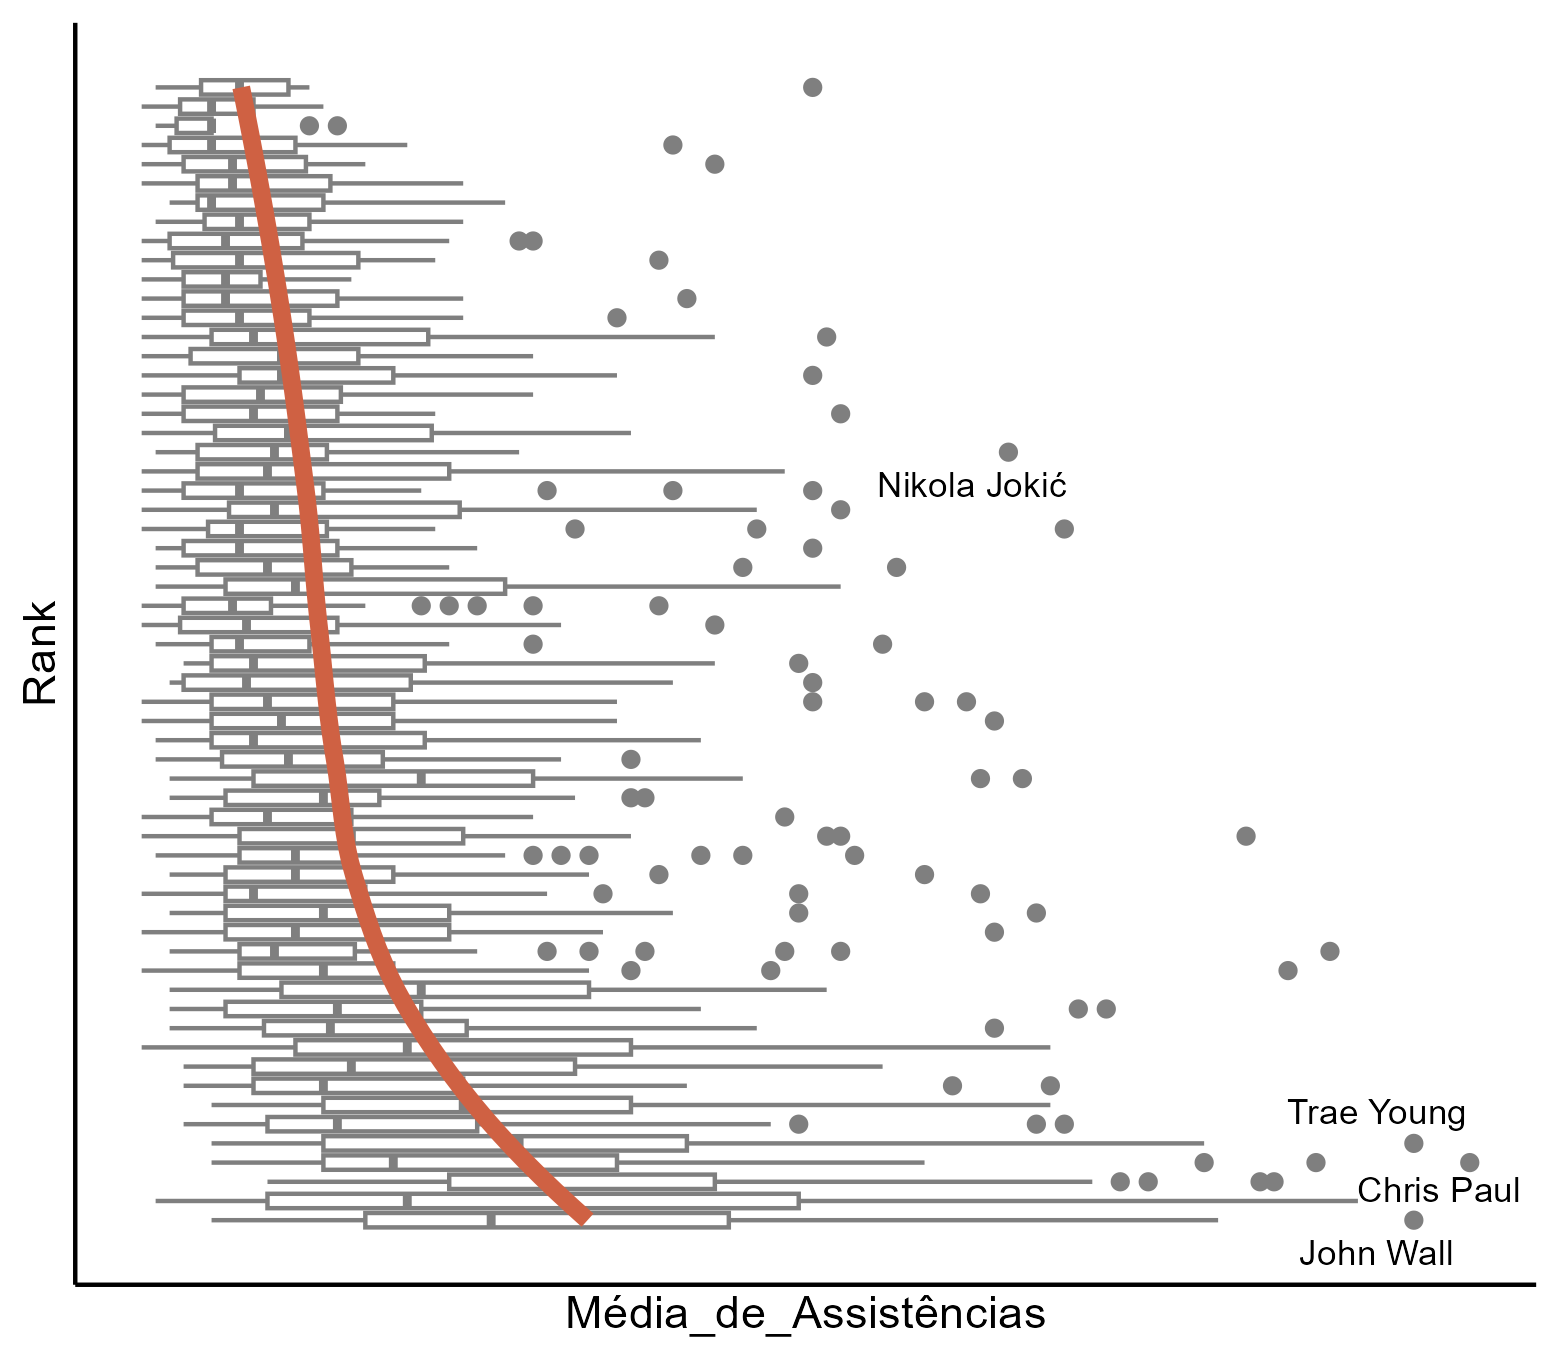 Nikola Jokić
Rank
Trae Young
Chris Paul
John Wall
Média_de_Assistências